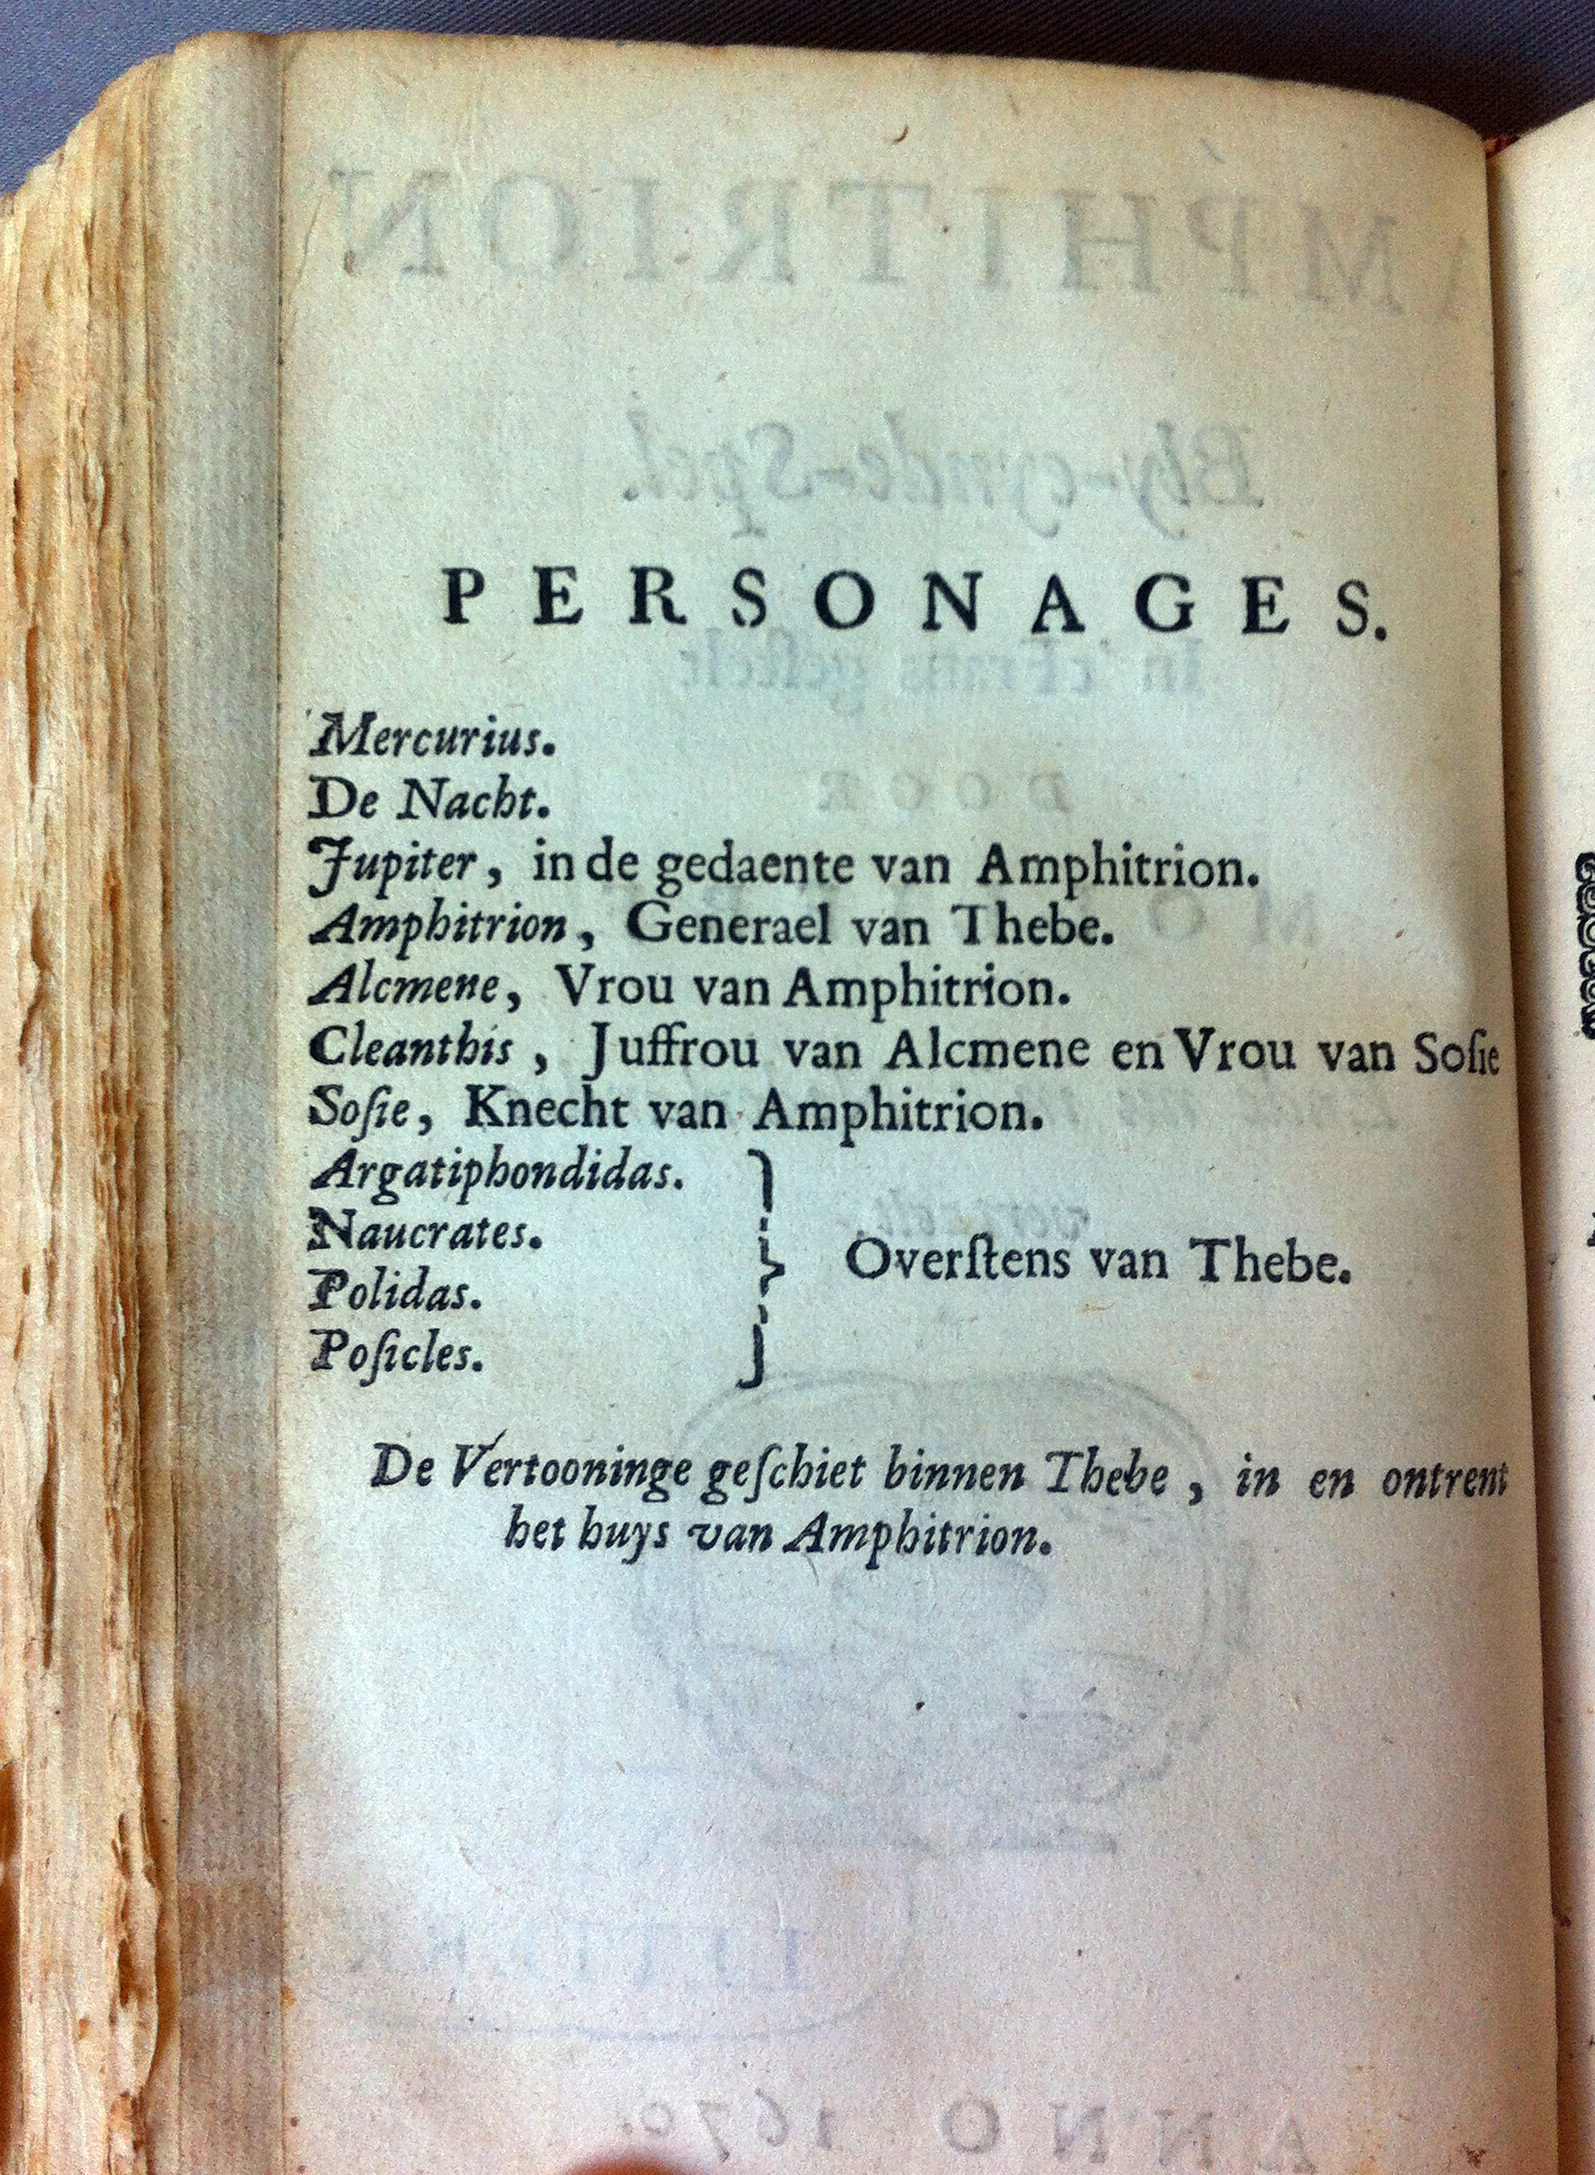 PERSONAGES.
Mercurius.
De Nacht.
Jupiter, in de gedaente van Amphitrion.
Amphitrion, Generael van Thebe.
Alcmene, Vrou van Amphitrion.
Cleanthis, Juffrou van Alcmene en Vrou van Soſie
Soſie, Knecht van Amphitrion.
Argatiphondidas.
Naucrates.
Polidas.
Poſicles.
} Overſtens van Thebe.
De Vertooninge geſchiet binnen Thebe, in en ontrent
het huys van Amphitrion.